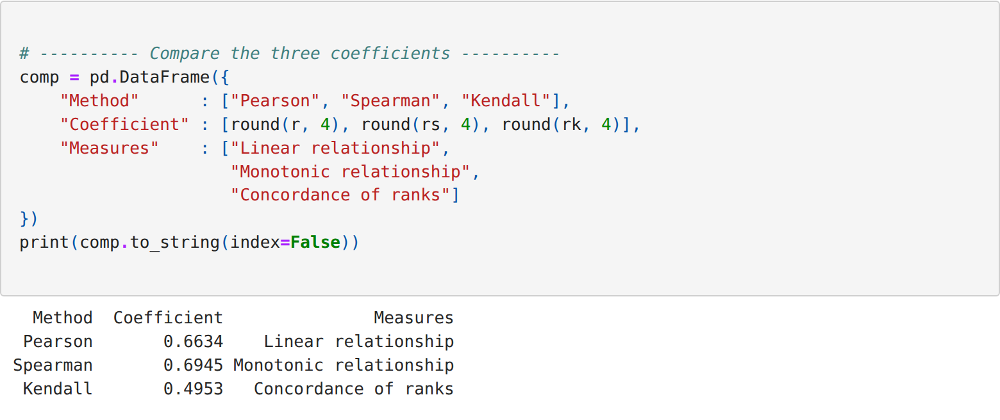 # ---------- Compare the three coefficients ----------
comp = pd.DataFrame({
    "Method"      : ["Pearson", "Spearman", "Kendall"],
    "Coefficient" : [round(r, 4), round(rs, 4), round(rk, 4)],
    "Measures"    : ["Linear relationship",
                     "Monotonic relationship",
                     "Concordance of ranks"]
})
print(comp.to_string(index=False))
  Method  Coefficient               Measures
 Pearson       0.6634    Linear relationship
Spearman       0.6945 Monotonic relationship
 Kendall       0.4953   Concordance of ranks